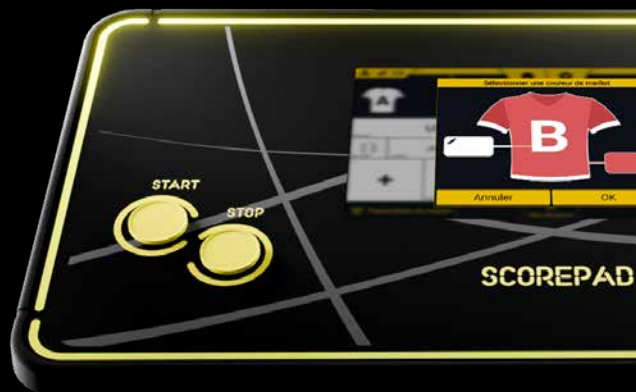 Sélectionner une couleur de maillot
A
B
+
Annuler
OK
START
STOP
SCOREPAD